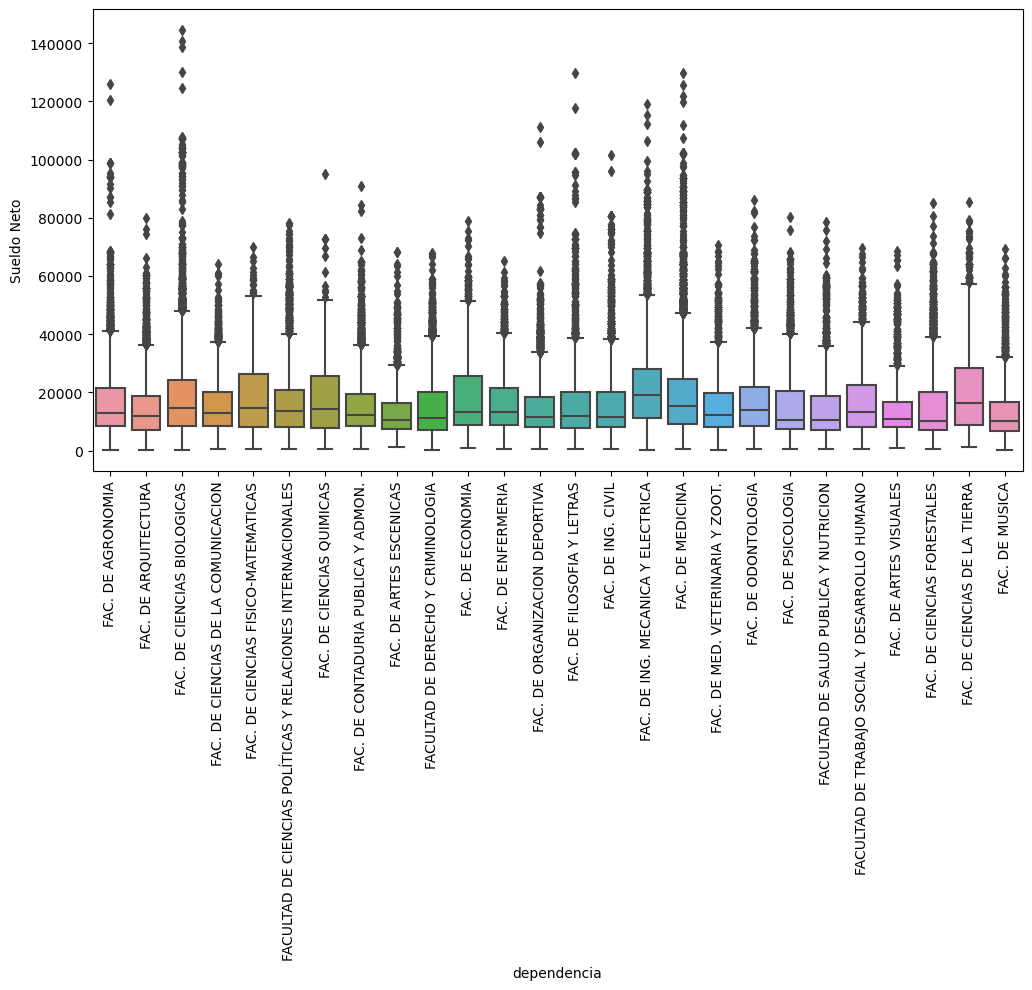 140000
120000
100000
80000
60000
40000
20000
0
Sueldo Neto
FAC. DE AGRONOMIA
FAC. DE ARQUITECTURA
FAC. DE CIENCIAS BIOLOGICAS
FAC. DE CIENCIAS DE LA COMUNICACION
FAC. DE CIENCIAS FISICO-MATEMATICAS
FACULTAD DE CIENCIAS POLÍTICAS Y RELACIONES INTERNACIONALES
FAC. DE CIENCIAS QUIMICAS
FAC. DE CONTADURIA PUBLICA Y ADMON.
FAC. DE ARTES ESCENICAS
FACULTAD DE DERECHO Y CRIMINOLOGIA
FAC. DE ECONOMIA
FAC. DE ENFERMERIA
FAC. DE ORGANIZACION DEPORTIVA
FAC. DE FILOSOFIA Y LETRAS
FAC. DE ING. CIVIL
FAC. DE ING. MECANICA Y ELECTRICA
FAC. DE MEDICINA
FAC. DE MED. VETERINARIA Y ZOOT.
FAC. DE ODONTOLOGIA
FAC. DE PSICOLOGIA
FACULTAD DE SALUD PUBLICA Y NUTRICION
FACULTAD DE TRABAJO SOCIAL Y DESARROLLO HUMANO
FAC. DE ARTES VISUALES
FAC. DE CIENCIAS FORESTALES
FAC. DE CIENCIAS DE LA TIERRA
FAC. DE MUSICA
dependencia